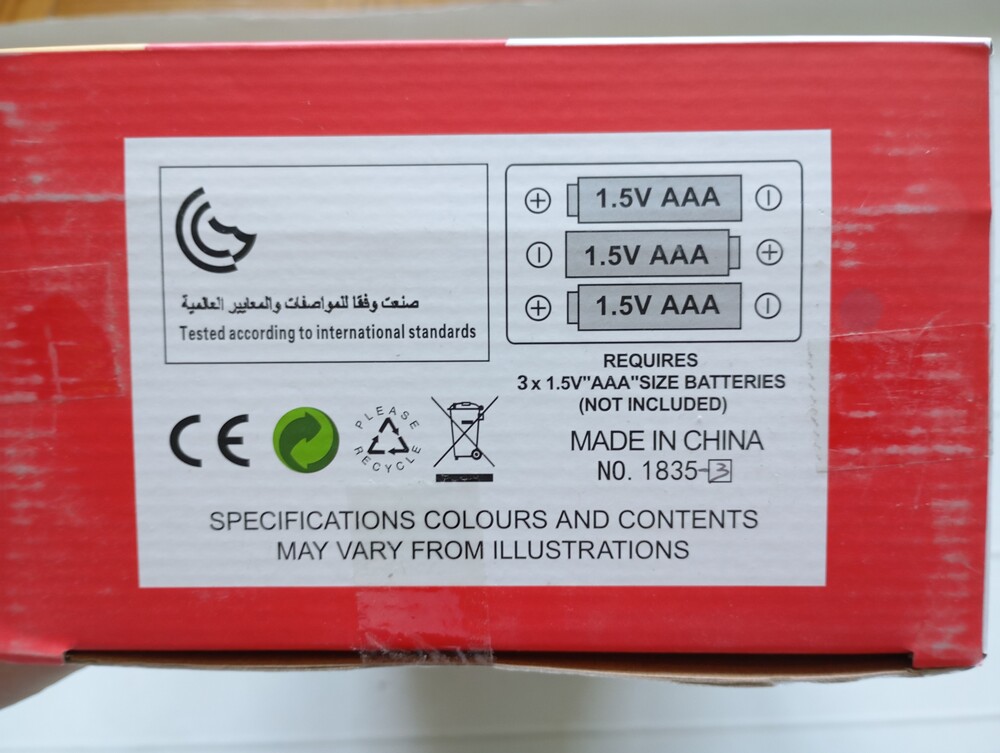 صنعت وفقا للمواصفات والمعايير العالمية
Tested according to international standards
+ 1.5V AAA -
- 1.5V AAA +
+ 1.5V AAA -
REQUIRES
3 x 1.5V"AAA"SIZE BATTERIES
(NOT INCLUDED)
CE
PLEASE
RECYCLE
MADE IN CHINA
NO. 1835-3
SPECIFICATIONS COLOURS AND CONTENTS
MAY VARY FROM ILLUSTRATIONS